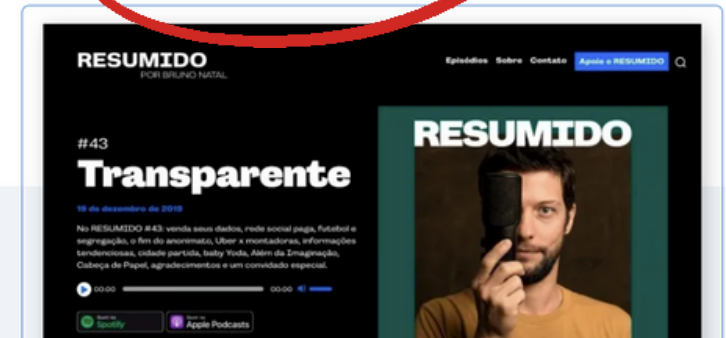 RESUMIDO
POR BRUNO NATAL
Episódios Sobre Contato Apoie o RESUMIDO
#43
Transparente
19 de dezembro de 2019
No RESUMIDO #43: venda seus dados, rede social paga, futebol e
segregação, o fim do anonimato, Uber x montadoras, informações
tendenciosas, cidade partida, baby Yoda, Além da Imaginação,
Cabeça de Papel, agradecimentos e um convidado especial.
00:00 00:00
Spotify
Apple Podcasts
RESUMIDO